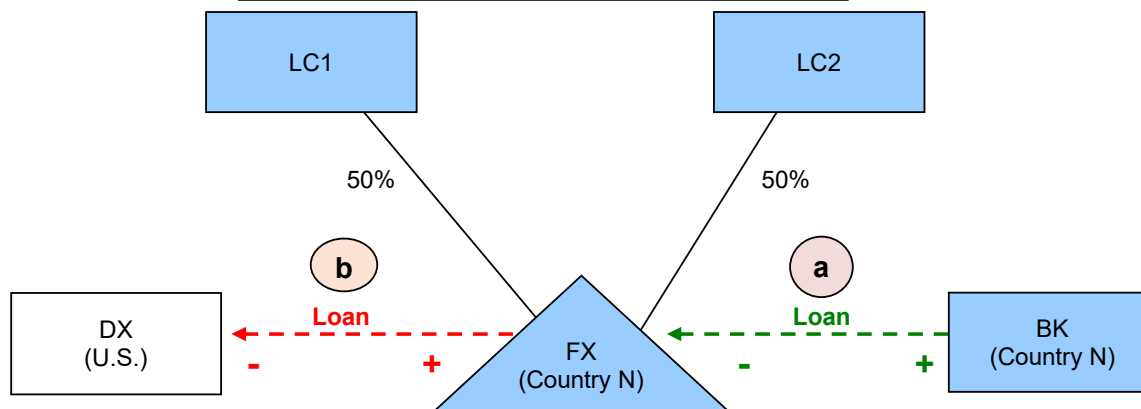 LC1
LC2
50%
50%
b
a
Loan
Loan
DX
(U.S.)
- +
FX
(Country N)
- +
BK
(Country N)